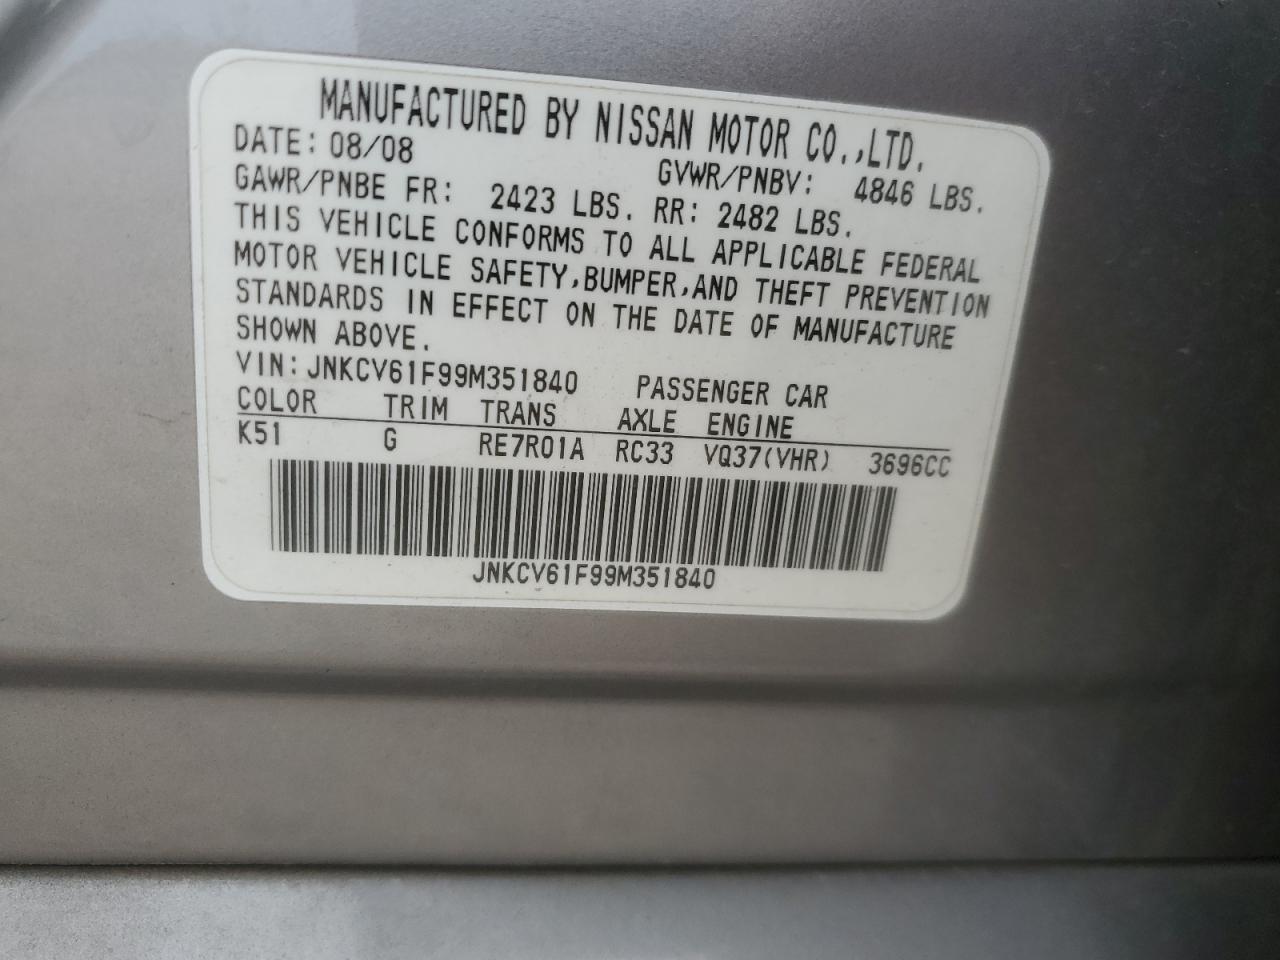 MANUFACTURED BY NISSAN MOTOR CO.,LTD.
DATE: 08/08 GVWR/PNBV: 4846 LBS.
GAWR/PNBE FR: 2423 LBS. RR: 2482 LBS.
THIS VEHICLE CONFORMS TO ALL APPLICABLE FEDERAL
MOTOR VEHICLE SAFETY,BUMPER,AND THEFT PREVENTION
STANDARDS IN EFFECT ON THE DATE OF MANUFACTURE
SHOWN ABOVE.
VIN: JNKCV61F99M351840 PASSENGER CAR
COLOR TRIM TRANS AXLE ENGINE
K51 G RE7R01A RC33 VQ37(VHR) 3696CC
JNKCV61F99M351840